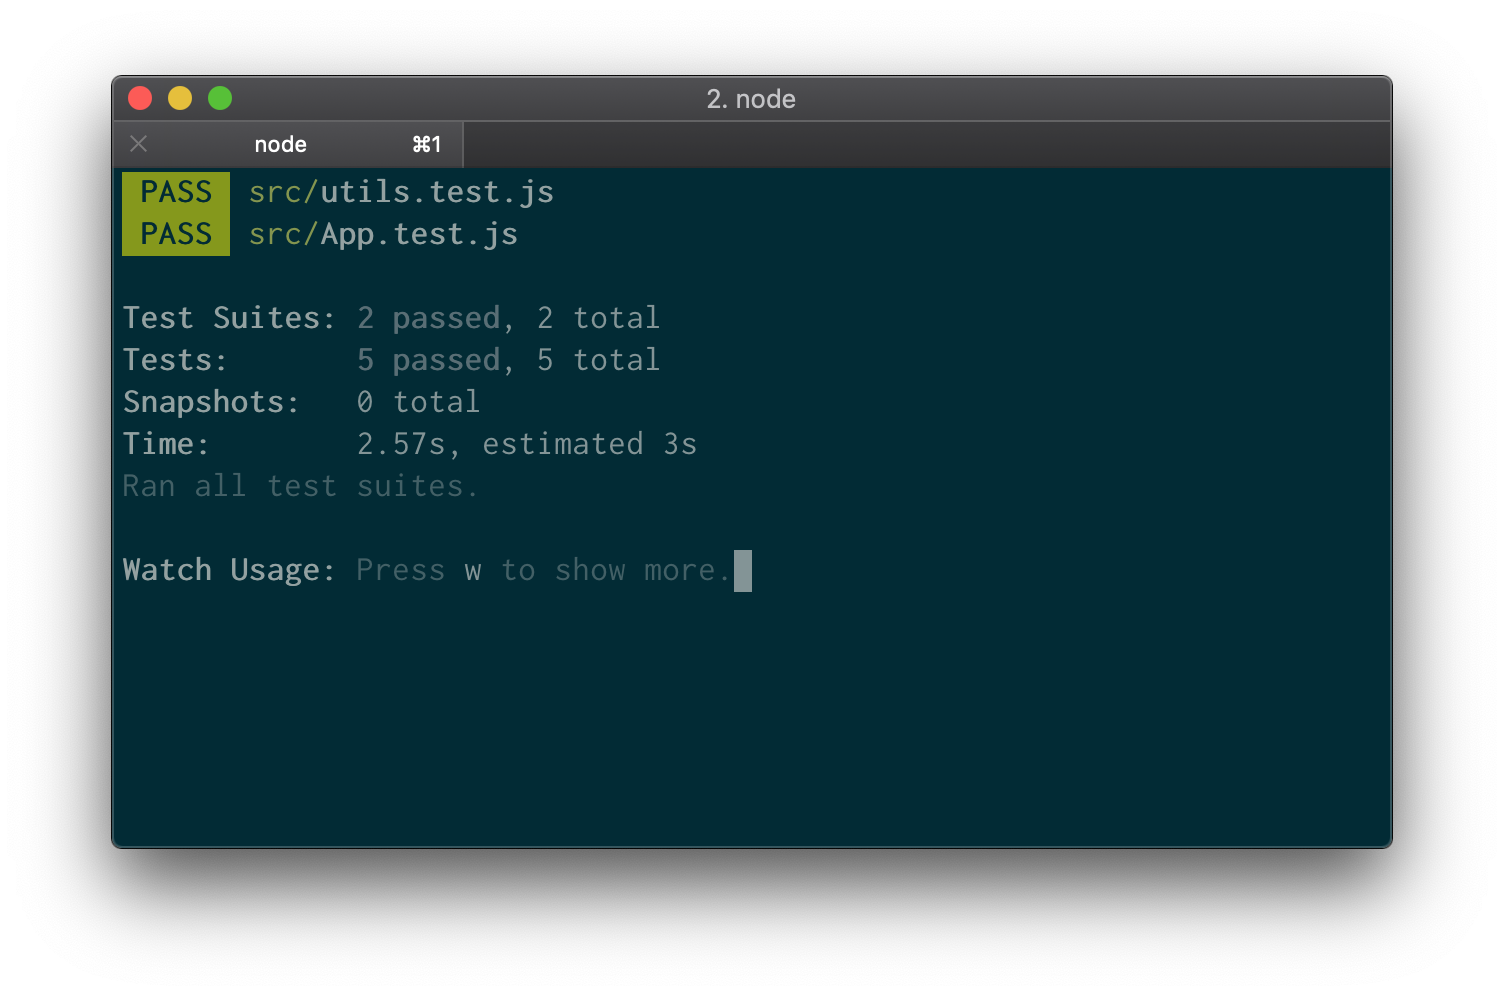 2. node
node ⌘1
PASS src/utils.test.js
PASS src/App.test.js
Test Suites: 2 passed, 2 total
Tests: 5 passed, 5 total
Snapshots: 0 total
Time: 2.57s, estimated 3s
Ran all test suites.
Watch Usage: Press w to show more.